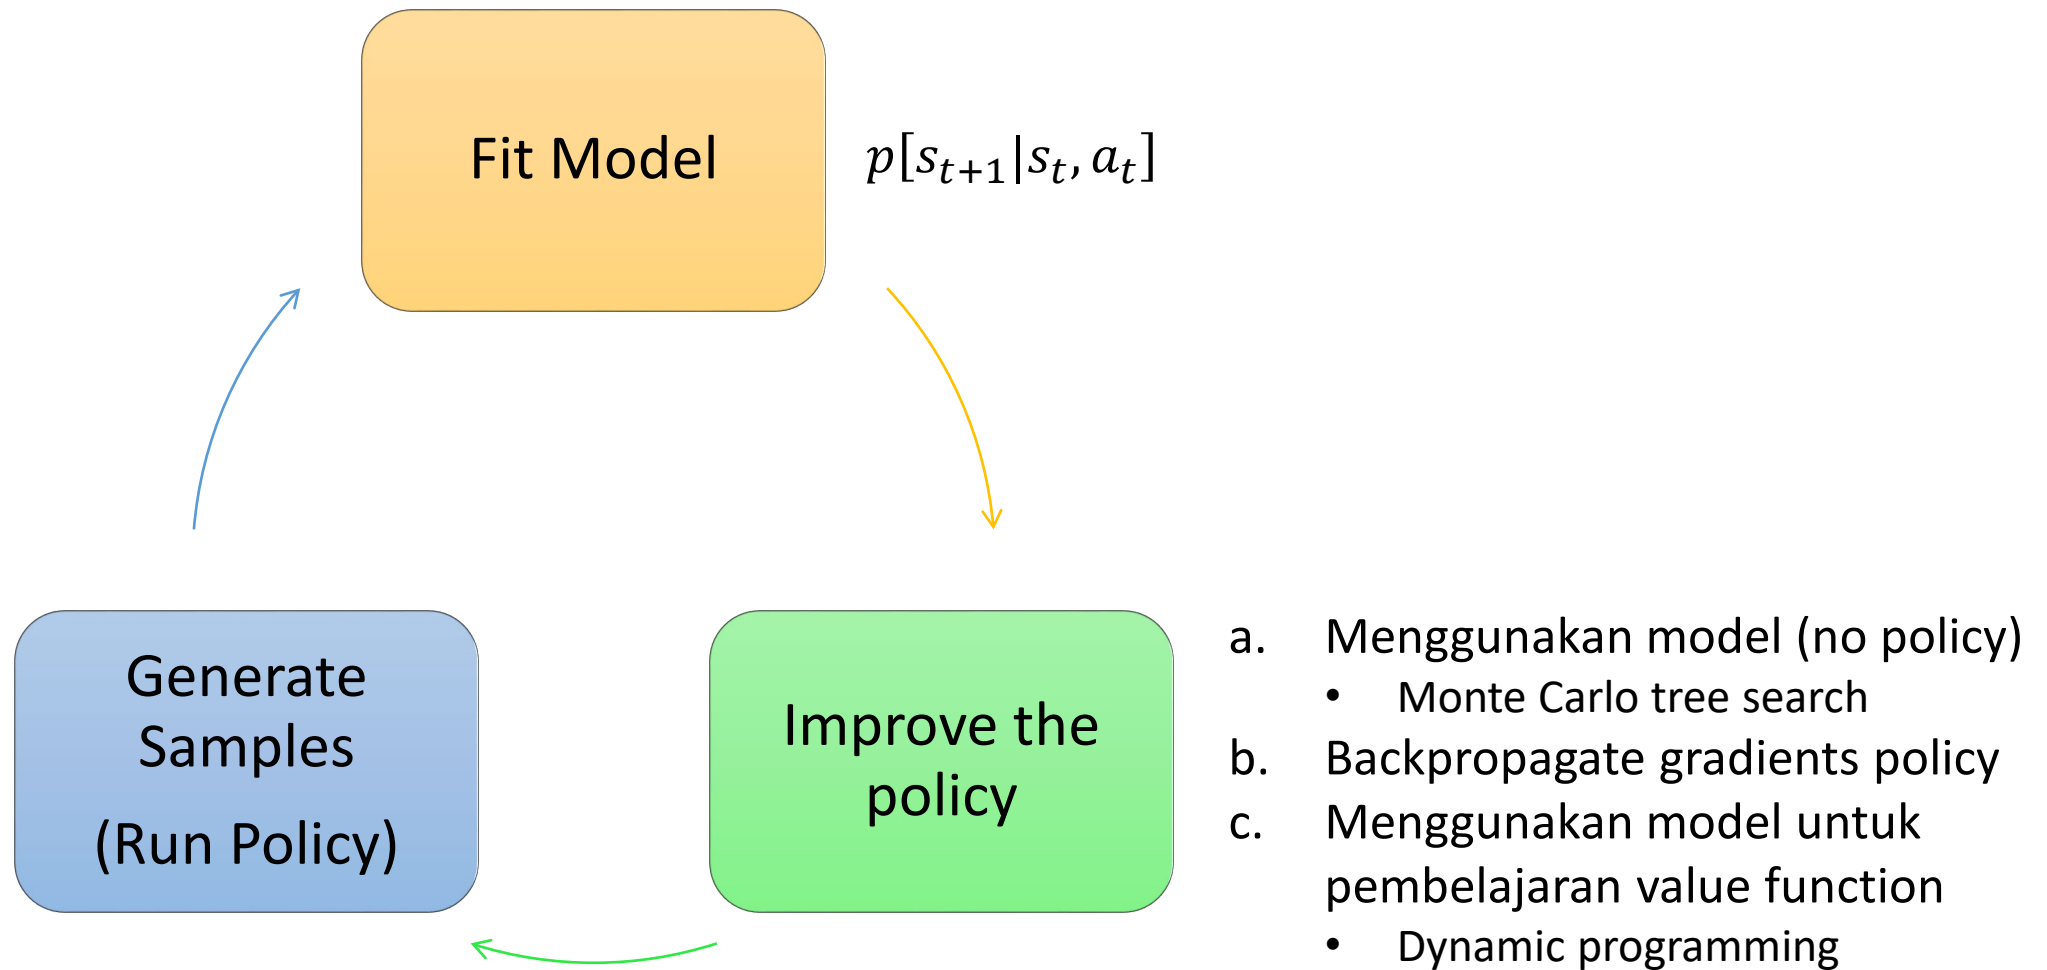 Fit Model
p[s_{t+1}|s_t, a_t]
Generate
Samples
(Run Policy)
Improve the
policy
a. Menggunakan model (no policy)
• Monte Carlo tree search
b. Backpropagate gradients policy
c. Menggunakan model untuk
pembelajaran value function
• Dynamic programming